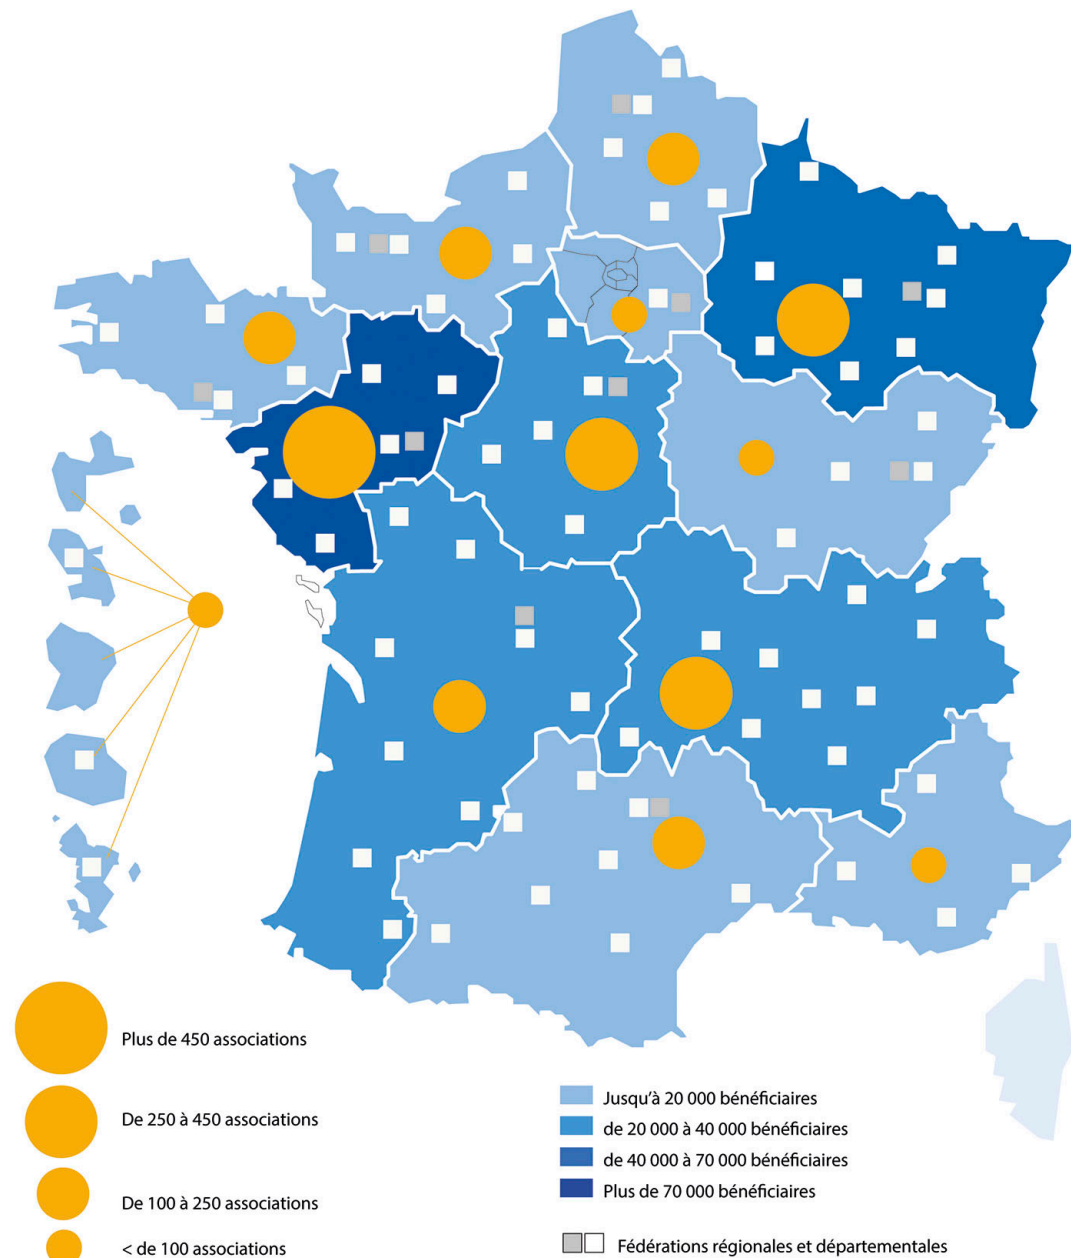 Plus de 450 associations
De 250 à 450 associations
De 100 à 250 associations
< de 100 associations
Jusqu'à 20 000 bénéficiaires
de 20 000 à 40 000 bénéficiaires
de 40 000 à 70 000 bénéficiaires
Plus de 70 000 bénéficiaires
Fédérations régionales et départementales